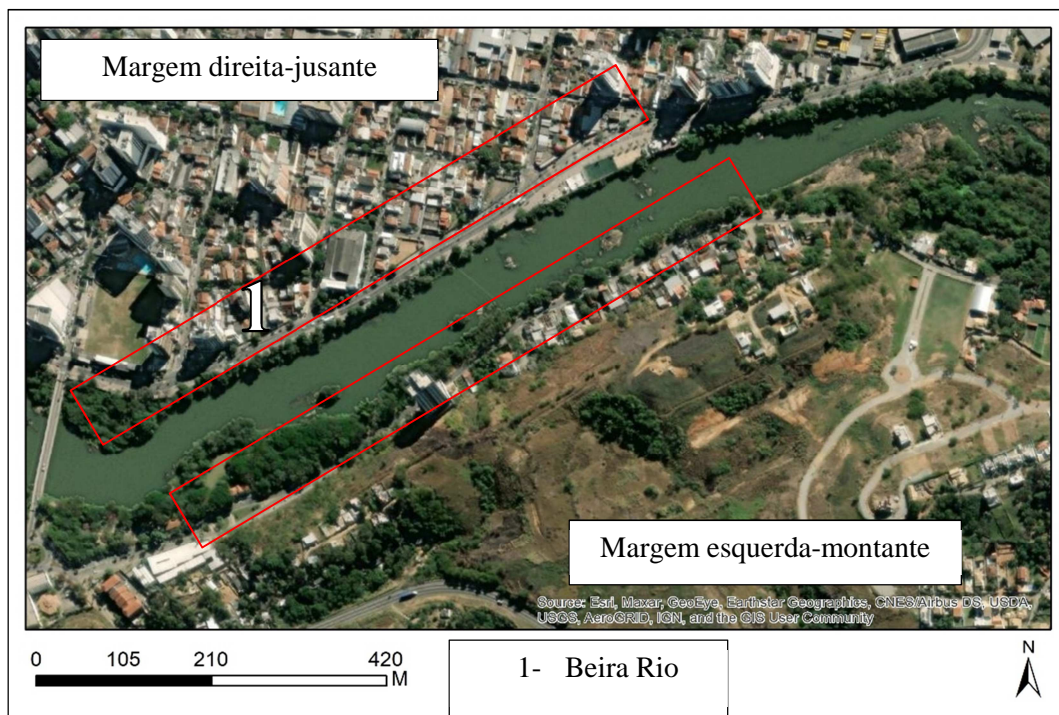 Margem direita-jusante
1
Margem esquerda-montante
Source: Esri, Maxar, GeoEye, Earthstar Geographics, CNES/Airbus DS, USDA,
USGS, AeroGRID, IGN, and the GIS User Community
0 105 210 420
M
1- Beira Rio
N